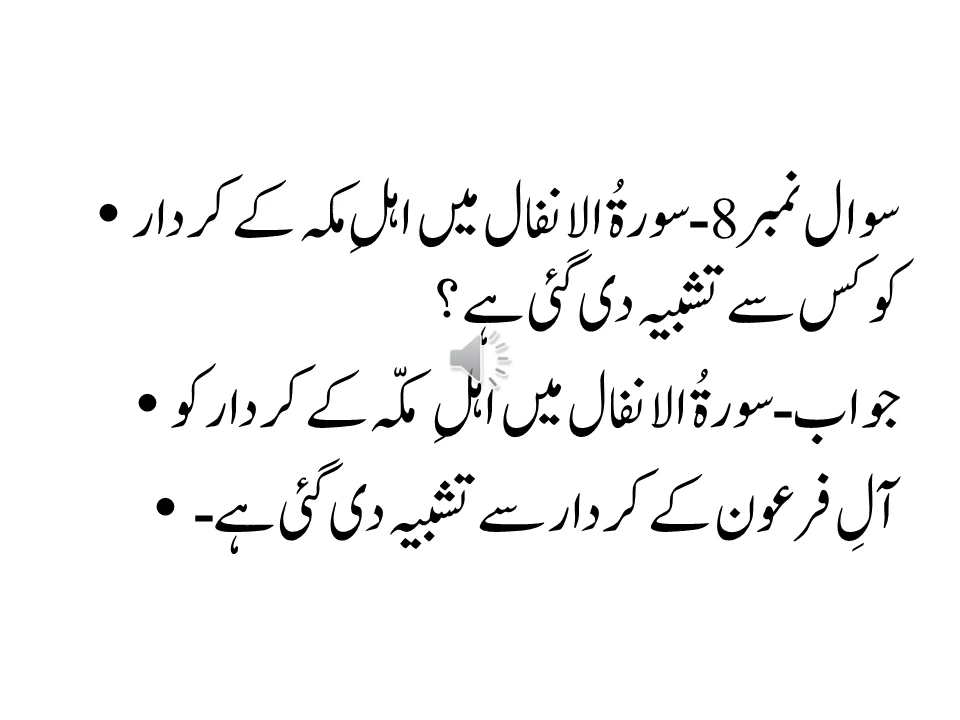 سوال نمبر 8-سورۃُ الانفال میں اہلِ مکہ کے کردار •
کو کس سے تشبیہ دی گئی ہے؟
جواب-سورۃُ الانفال میں اہلِ مکّہ کے کردار کو •
آلِ فرعون کے کردار سے تشبیہ دی گئی ہے- •